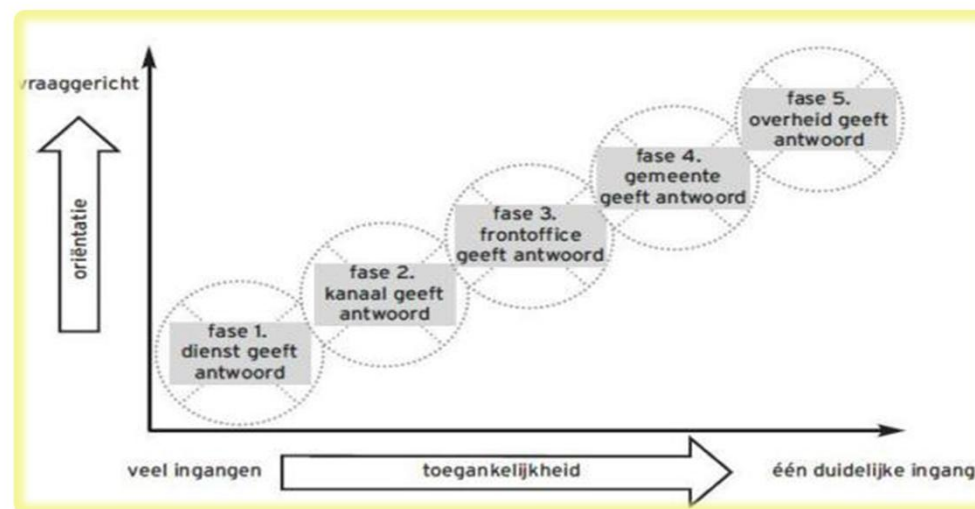 vraaggericht
oriëntatie
fase 1.
dienst geeft
antwoord
fase 2.
kanaal geeft
antwoord
fase 3.
frontoffice
geeft antwoord
fase 4.
gemeente
geeft antwoord
fase 5.
overheid geeft
antwoord
veel ingangen
toegankelijkheid
één duidelijke ingang